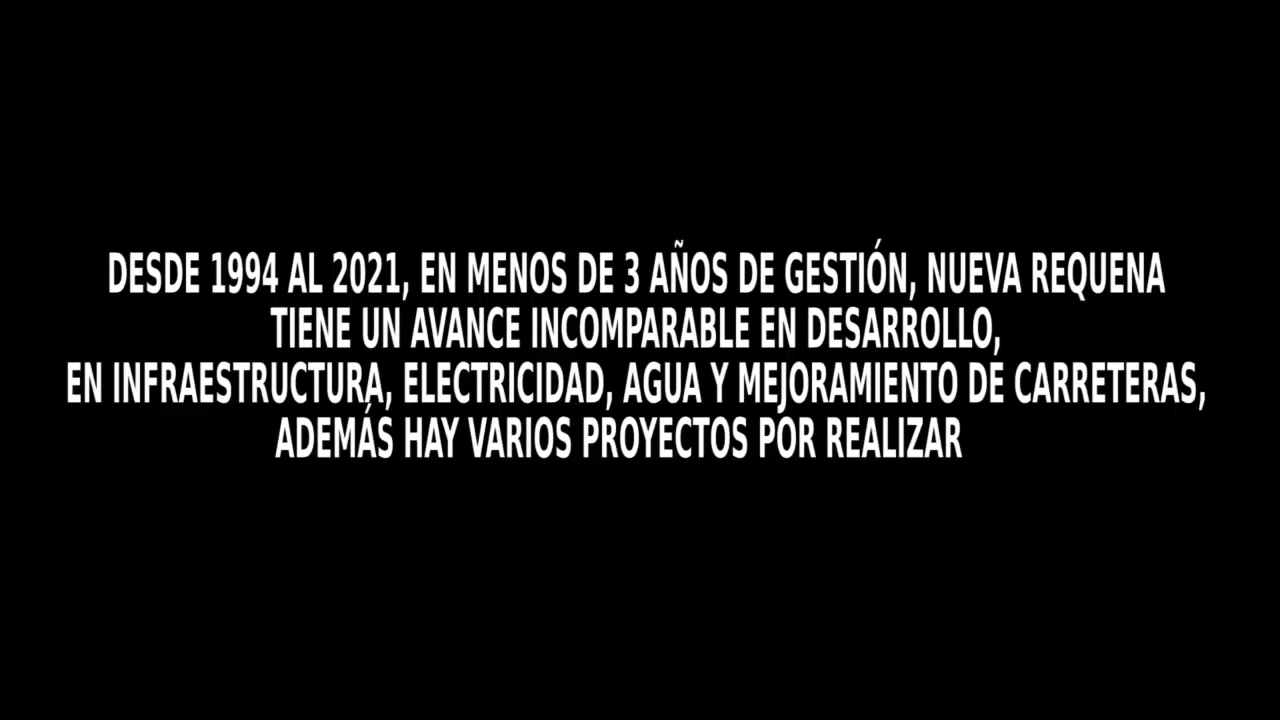 DESDE 1994 AL 2021, EN MENOS DE 3 AÑOS DE GESTIÓN, NUEVA REQUENA
TIENE UN AVANCE INCOMPARABLE EN DESARROLLO,
EN INFRAESTRUCTURA, ELECTRICIDAD, AGUA Y MEJORAMIENTO DE CARRETERAS,
ADEMÁS HAY VARIOS PROYECTOS POR REALIZAR